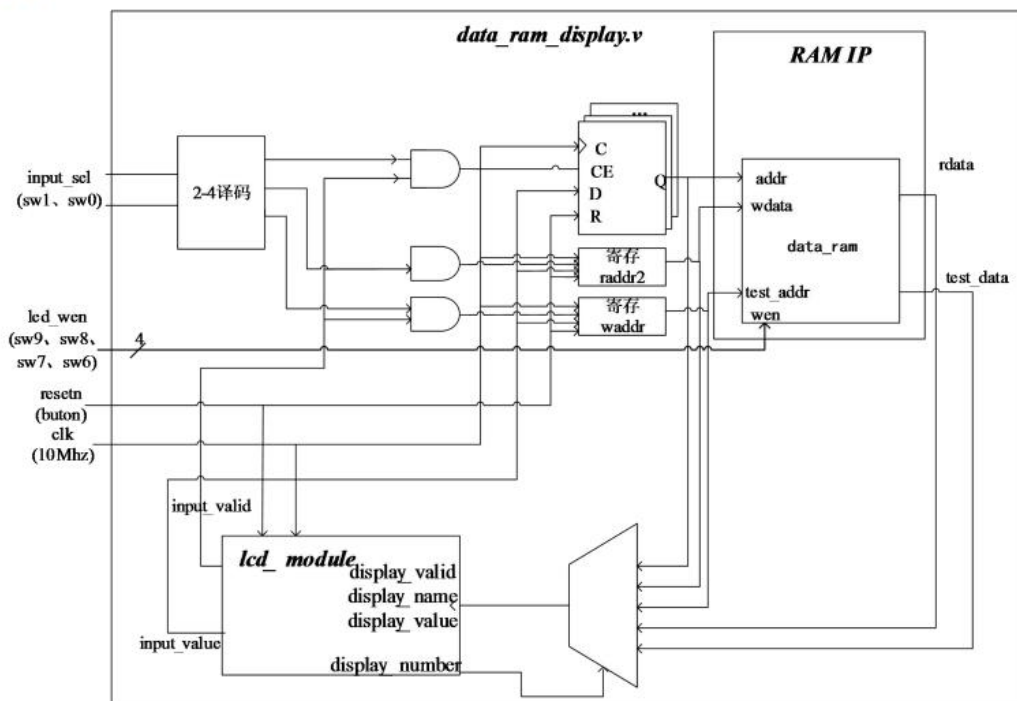 data_ram_display.v
RAM IP
...
C
CE
D
R
Q
input_sel
(sw1、sw0)
2-4译码
addr
wdata
data_ram
test_addr
wen
rdata
test_data
寄存
raddr2
寄存
waddr
lcd_wen
(sw9、sw8、
sw7、sw6)
4
resetn
(buton)
clk
(10Mhz)
input_valid
lcd_ module
display_valid
display_name
display_value
input_value
display_number